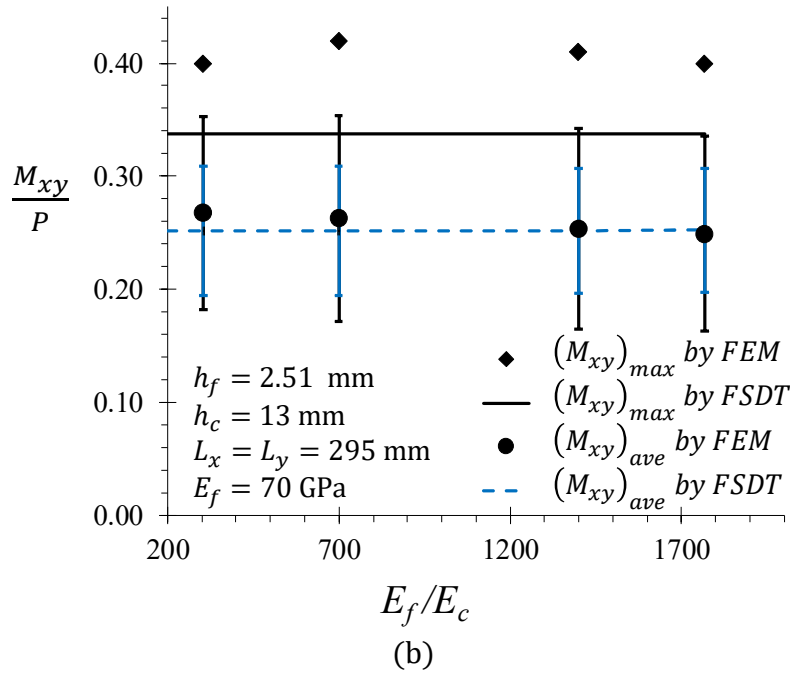 0.40
0.30
M_xy
P
0.20
0.10
0.00
h_f = 2.51 mm
h_c = 13 mm
L_x = L_y = 295 mm
E_f = 70 GPa
(M_xy)_max by FEM
(M_xy)_max by FSDT
(M_xy)_ave by FEM
(M_xy)_ave by FSDT
200 700 1200 1700
E_f/E_c
(b)